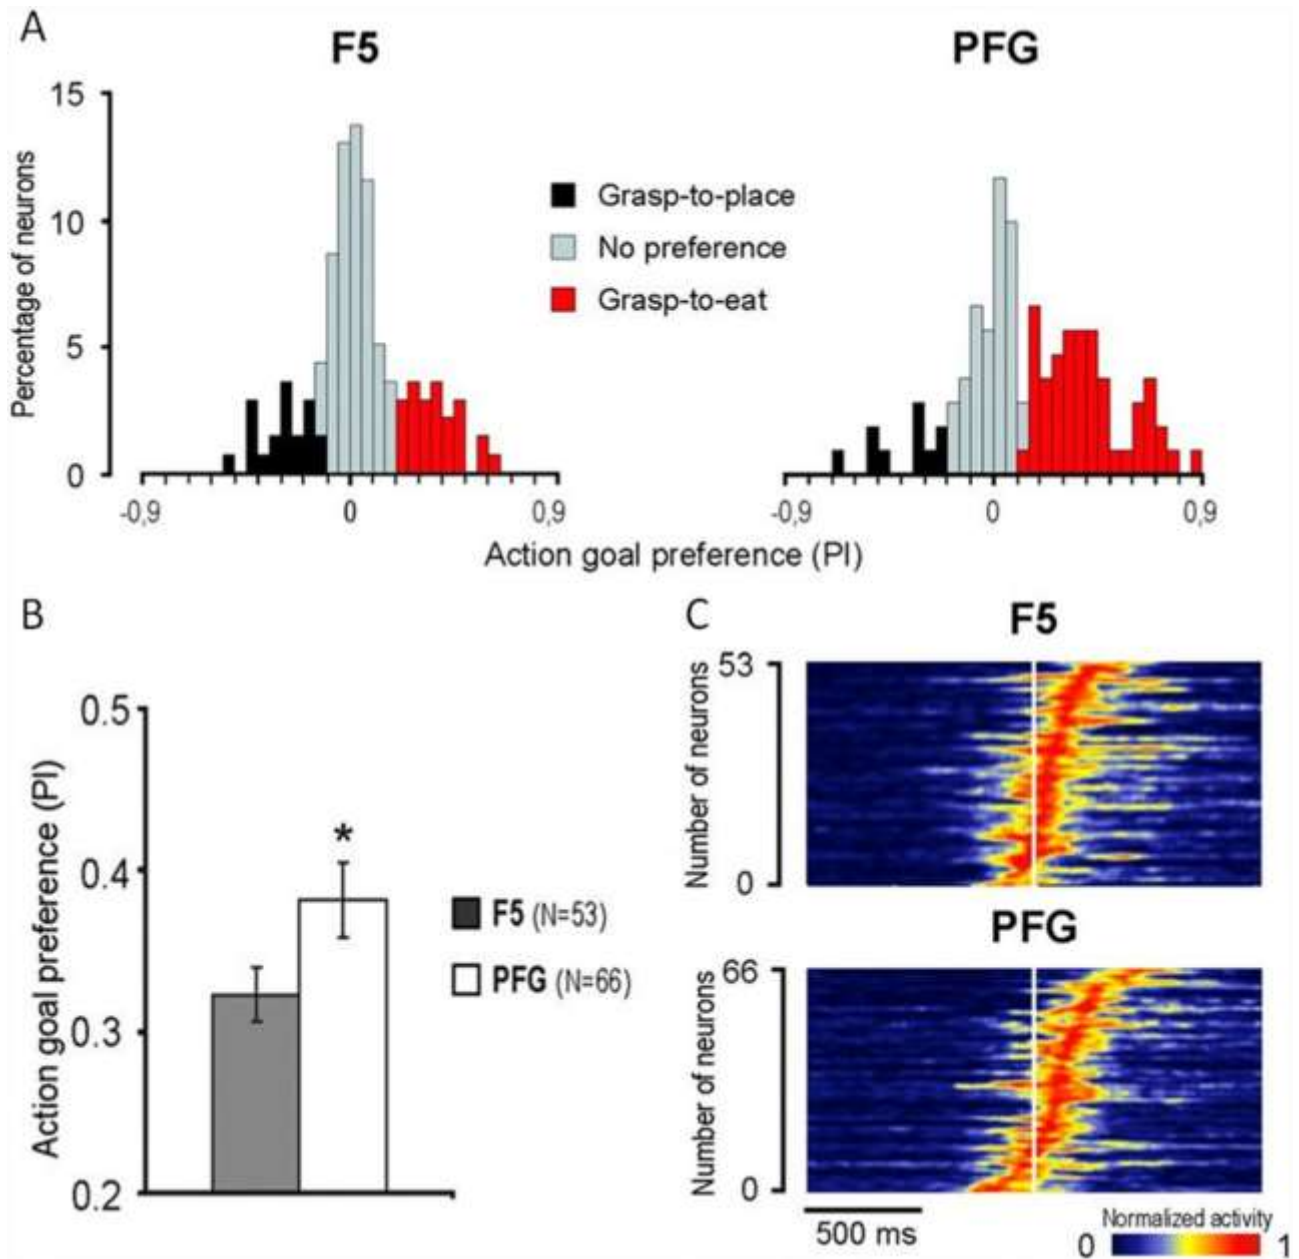 A
F5
PFG
15
10
5
0
Percentage of neurons
Grasp-to-place
No preference
Grasp-to-eat
-0,9
0
0,9
-0,9
0
0,9
Action goal preference (PI)
B
0.5
0.4
0.3
0.2
Action goal preference (PI)
*
F5 (N=53)
PFG (N=66)
C
F5
53
0
Number of neurons
PFG
66
0
Number of neurons
500 ms
Normalized activity
0
1